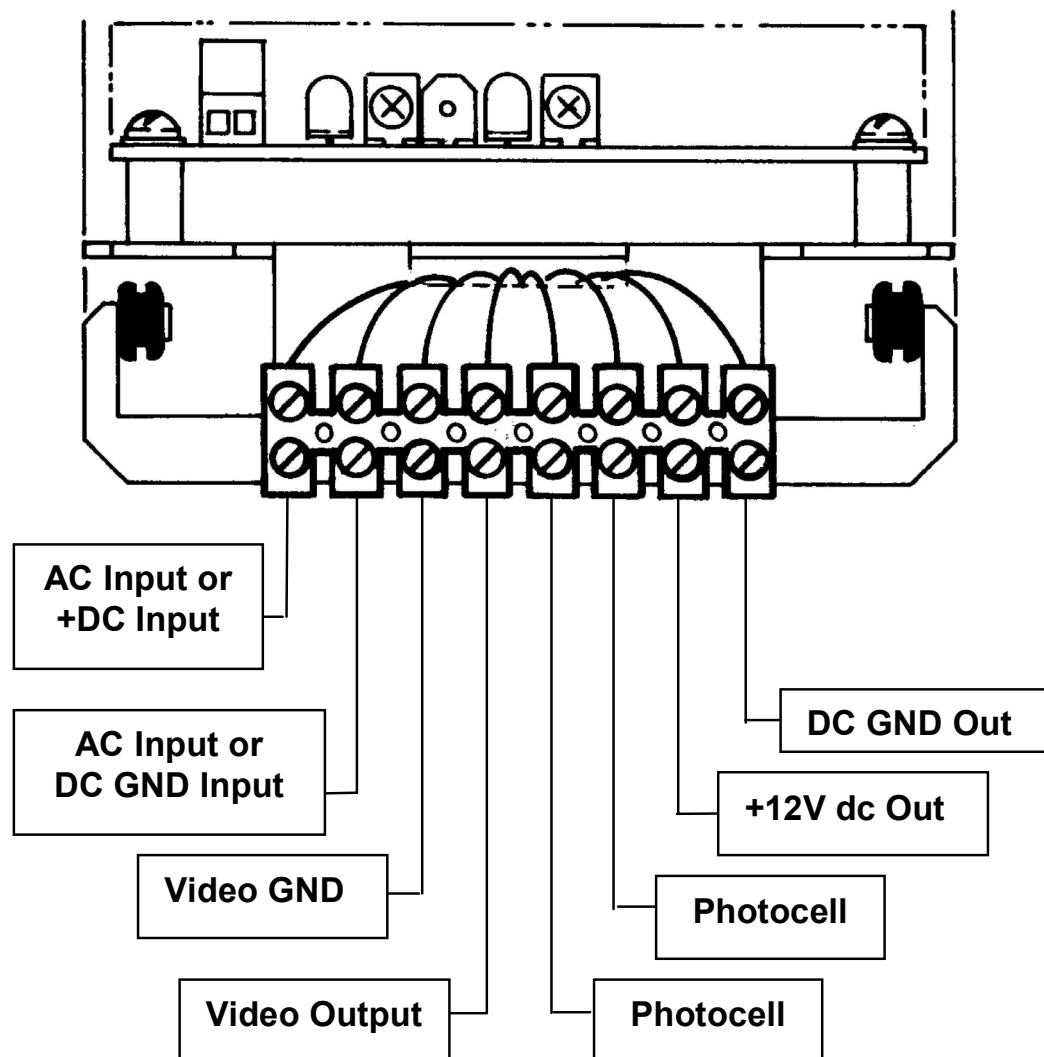 AC Input or
+DC Input
AC Input or
DC GND Input
Video GND
Video Output
DC GND Out
+12V dc Out
Photocell
Photocell